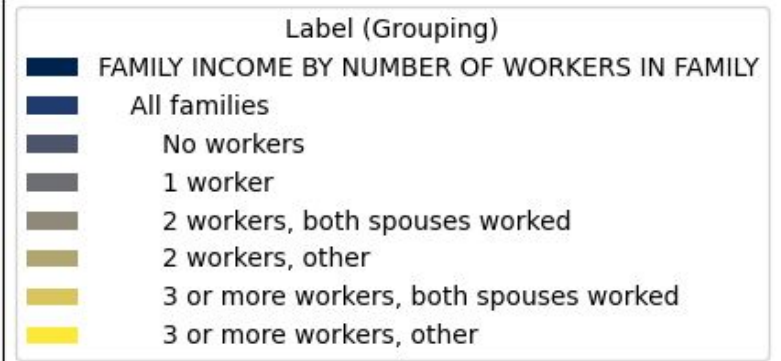 Label (Grouping)
FAMILY INCOME BY NUMBER OF WORKERS IN FAMILY
All families
No workers
1 worker
2 workers, both spouses worked
2 workers, other
3 or more workers, both spouses worked
3 or more workers, other